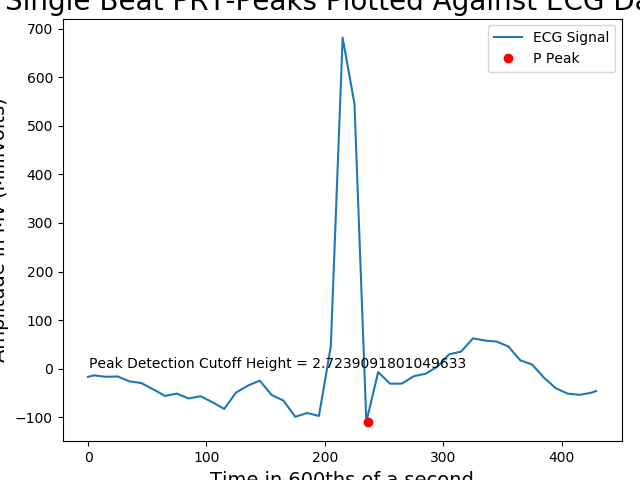 Single Beat PRT-Peaks Plotted Against ECG Da
700
600
500
400
300
200
100
0
−100
Amplitude in MV (Millivolts)
ECG Signal
P Peak
Peak Detection Cutoff Height = 2.7239091801049633
0
100
200
300
400
Time in 600ths of a second